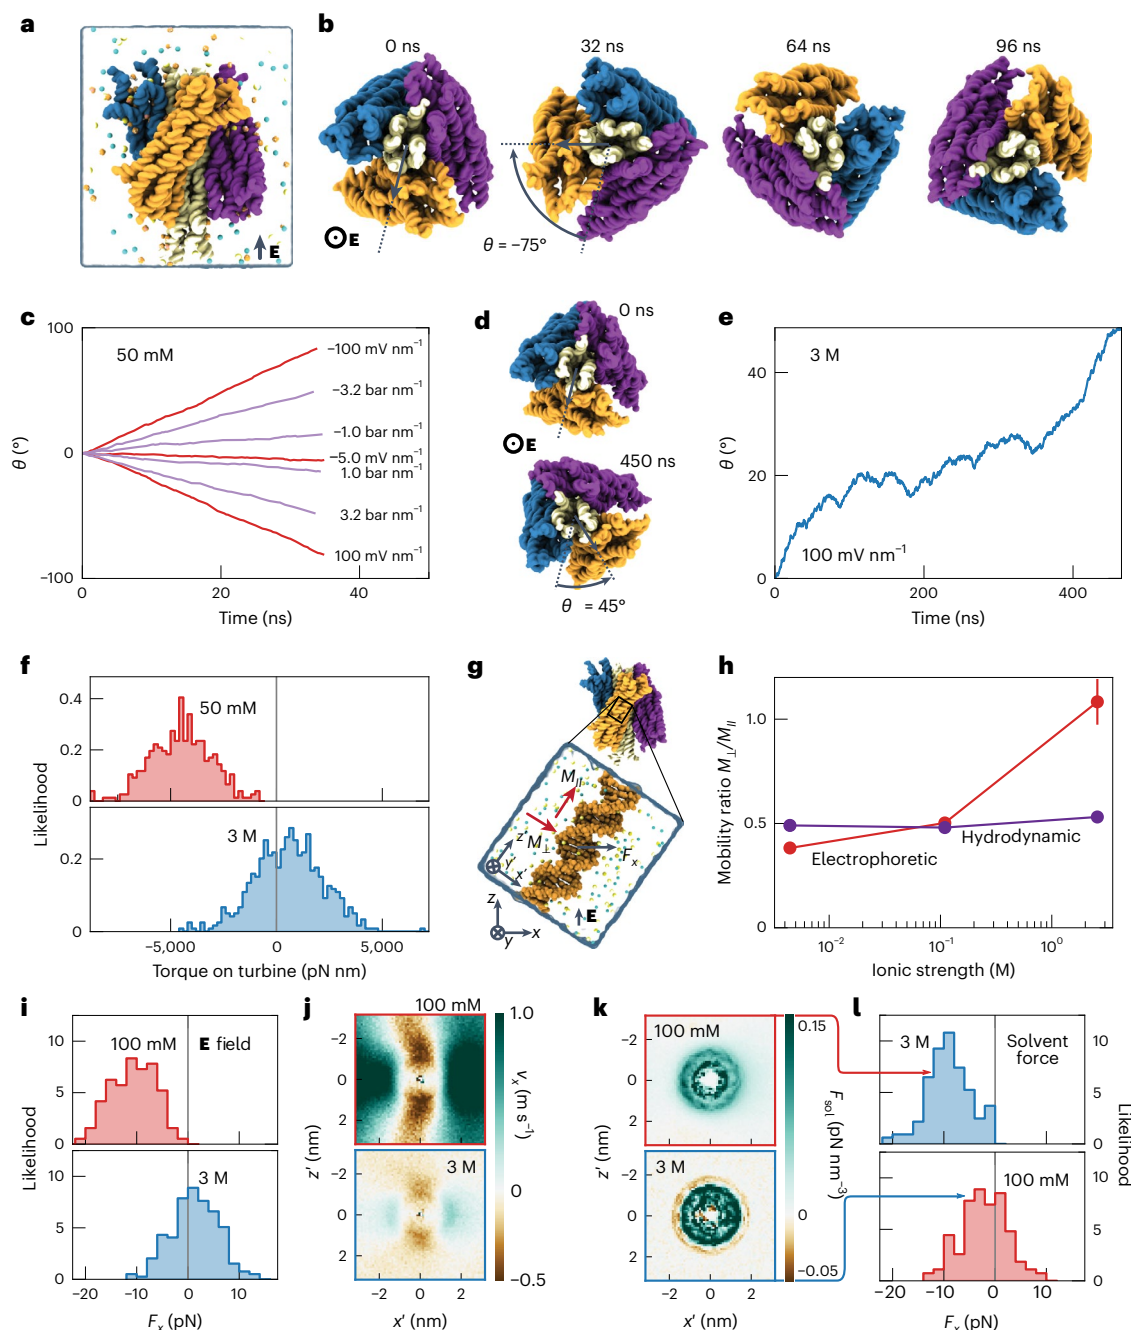 a
E
b
0 ns
32 ns
64 ns
96 ns
E
θ = −75°
c
50 mM
100
0
−100
θ (°)
−100 mV nm⁻¹
−3.2 bar nm⁻¹
−1.0 bar nm⁻¹
−5.0 mV nm⁻¹
1.0 bar nm⁻¹
3.2 bar nm⁻¹
100 mV nm⁻¹
0
20
40
Time (ns)
d
0 ns
E
450 ns
θ = 45°
e
3 M
40
20
0
θ (°)
100 mV nm⁻¹
0
200
400
Time (ns)
f
50 mM
0.4
0.2
0
3 M
0.2
0
Likelihood
−5,000
0
5,000
Torque on turbine (pN nm)
g
M||
z′
M⊥
y′
x′
Fx
z
E
y
x
h
1.0
0.5
0
Mobility ratio M⊥/M||
Electrophoretic
Hydrodynamic
10⁻²
10⁻¹
10⁰
Ionic strength (M)
i
100 mM
E field
10
5
0
3 M
10
5
0
Likelihood
−20
−10
0
10
Fx (pN)
j
100 mM
−2
0
2
3 M
−2
0
2
z′ (nm)
−2
0
2
x′ (nm)
1.0
0
−0.5
vx (m s⁻¹)
k
100 mM
−2
0
2
3 M
−2
0
2
z′ (nm)
−2
0
2
x′ (nm)
0.15
0
−0.05
Fsol (pN nm⁻³)
l
3 M
Solvent
force
10
5
0
100 mM
10
5
0
Likelihood
−20
−10
0
10
Fx (pN)